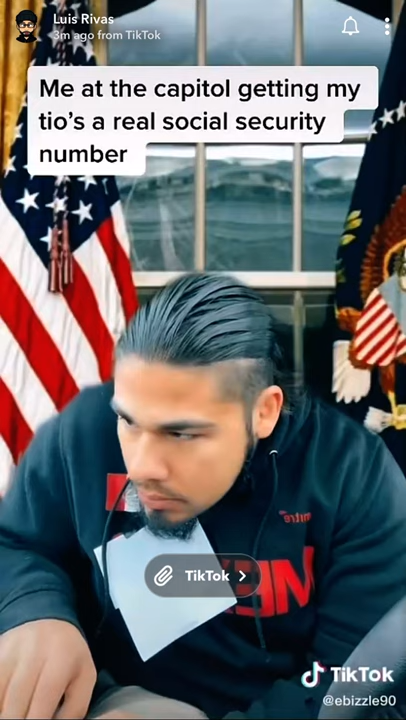 Luis Rivas
3m ago from TikTok
Me at the capitol getting my
tio’s a real social security
number
TikTok
TikTok
@ebizzle90